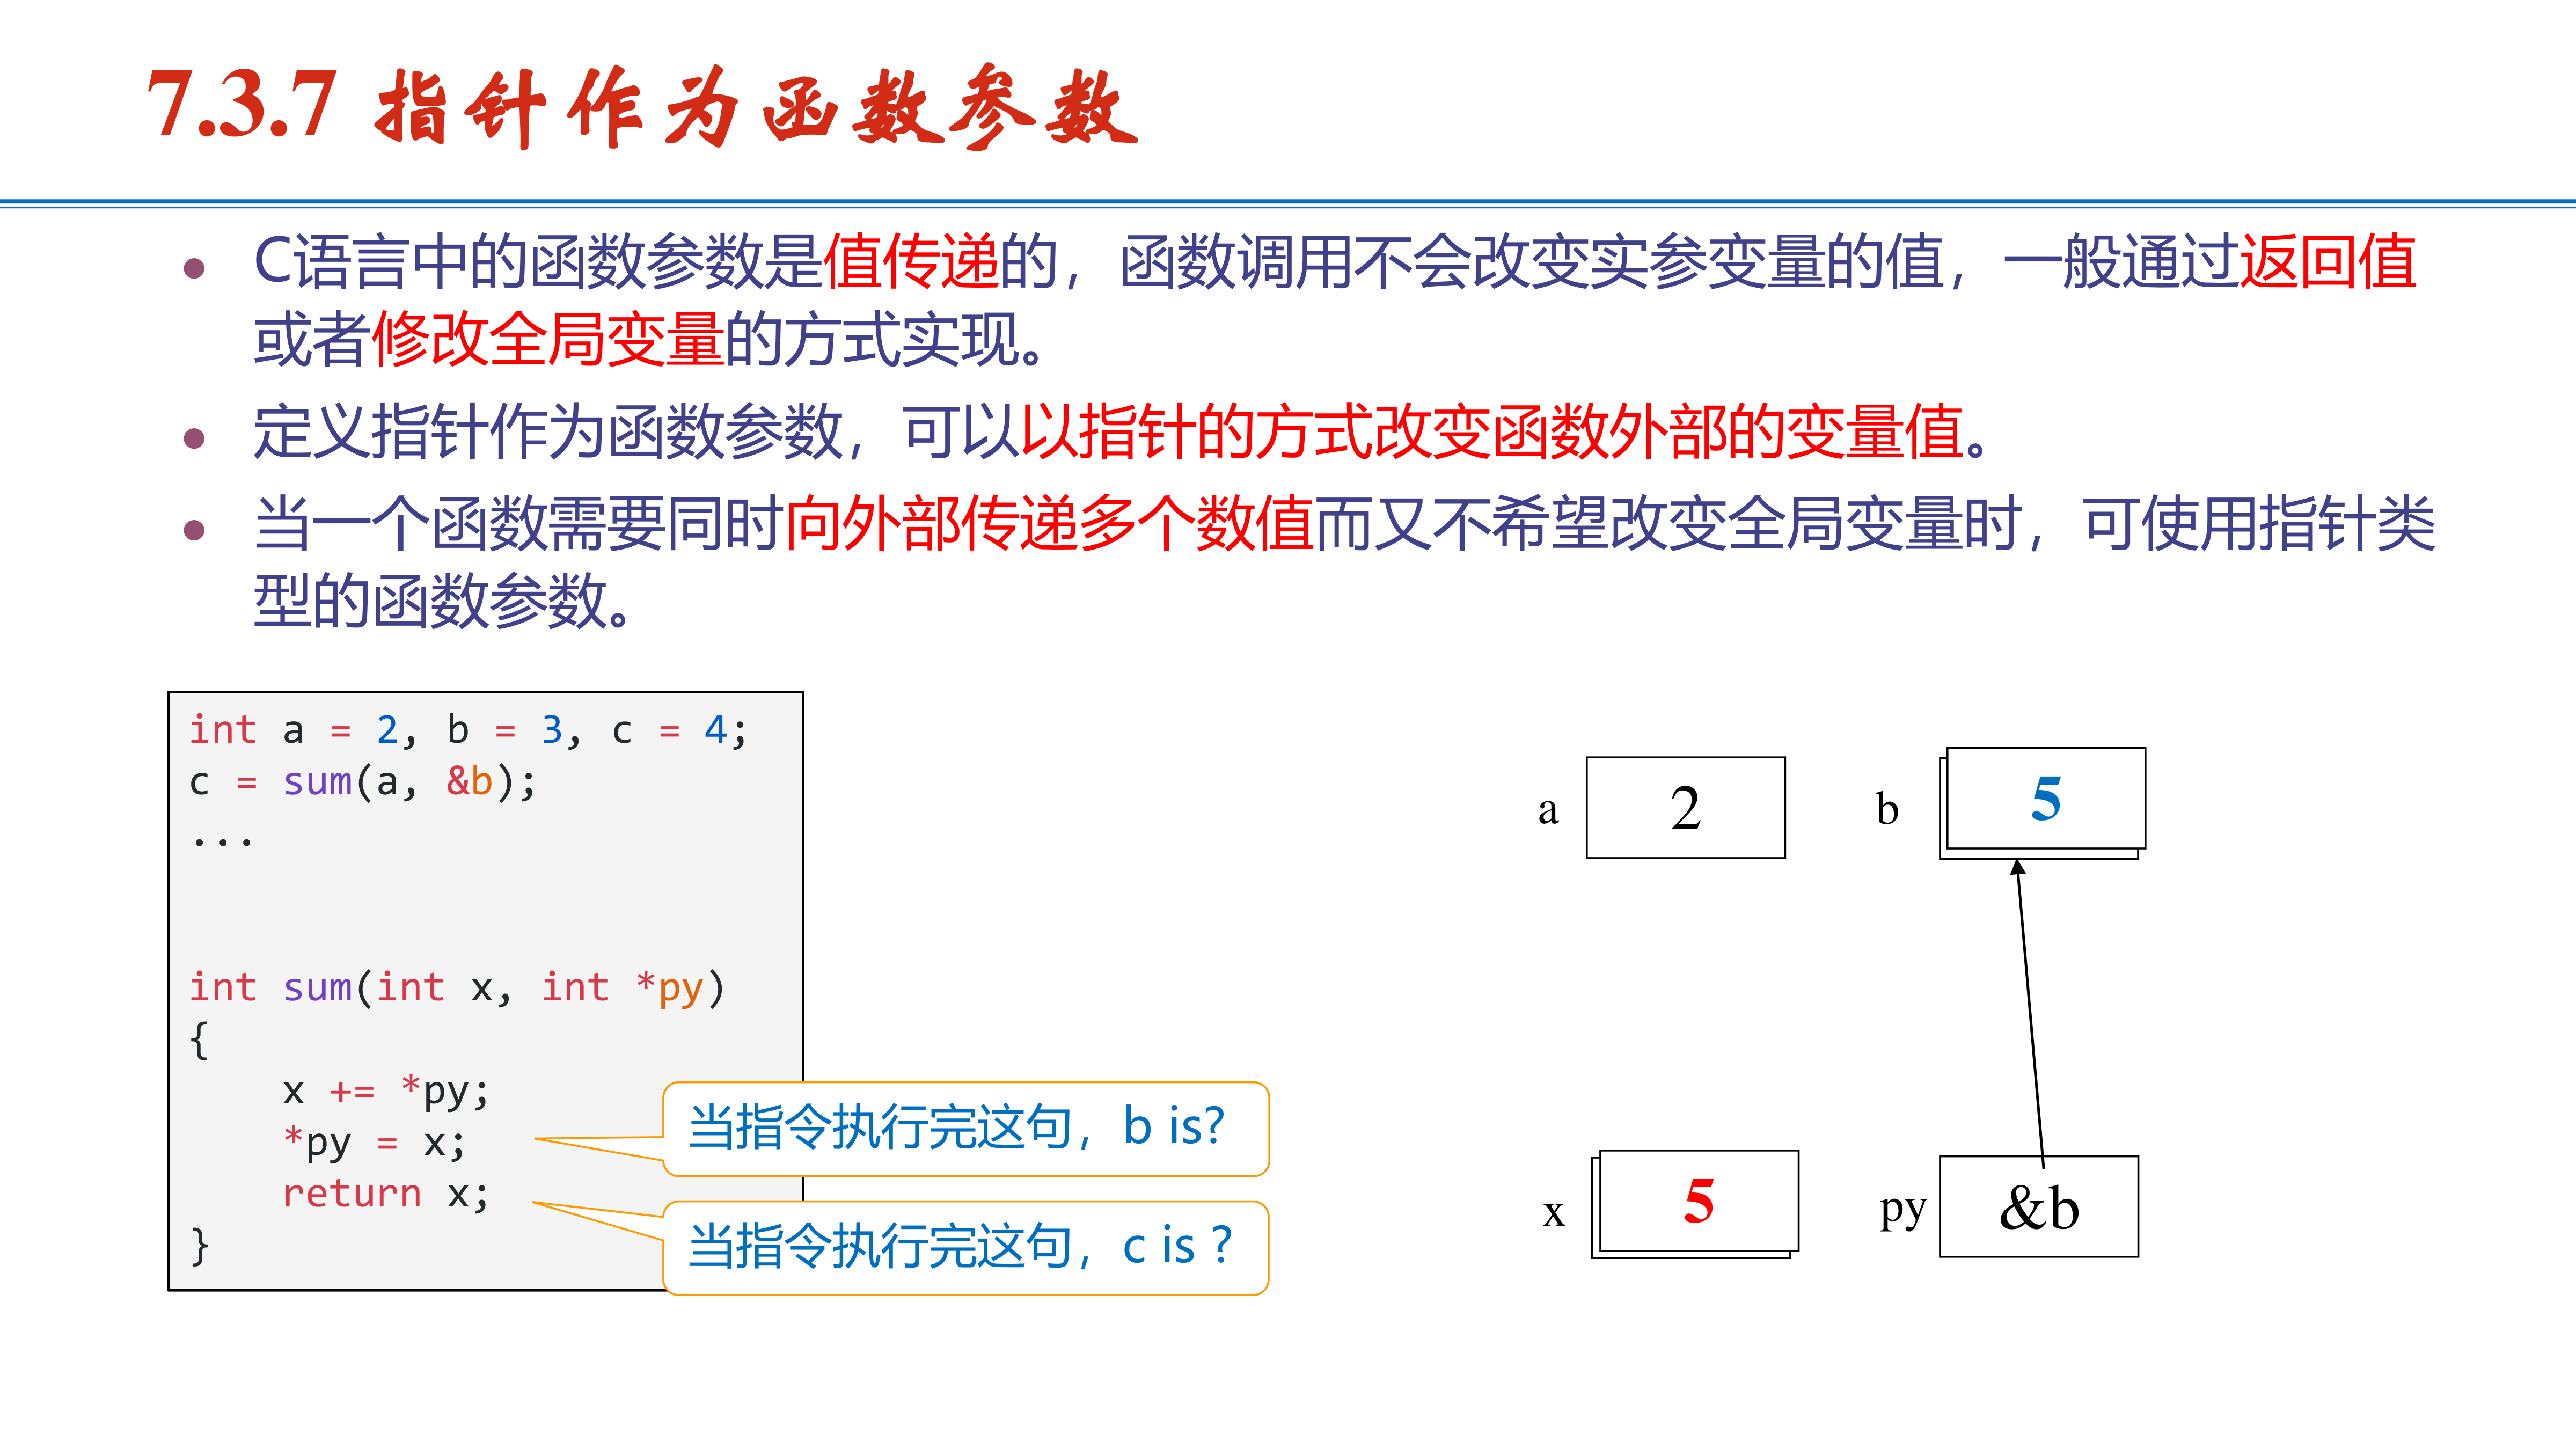 7.3.7 指针作为函数参数
• C语言中的函数参数是值传递的，函数调用不会改变实参变量的值，一般通过返回值
或者修改全局变量的方式实现。
• 定义指针作为函数参数，可以以指针的方式改变函数外部的变量值。
• 当一个函数需要同时向外部传递多个数值而又不希望改变全局变量时，可使用指针类
型的函数参数。
int a = 2, b = 3, c = 4;
c = sum(a, &b);
...
int sum(int x, int *py)
{
    x += *py;
    *py = x;
    return x;
}
当指令执行完这句，b is?
当指令执行完这句，c is ?
a 2 b 5
x 5 py &b